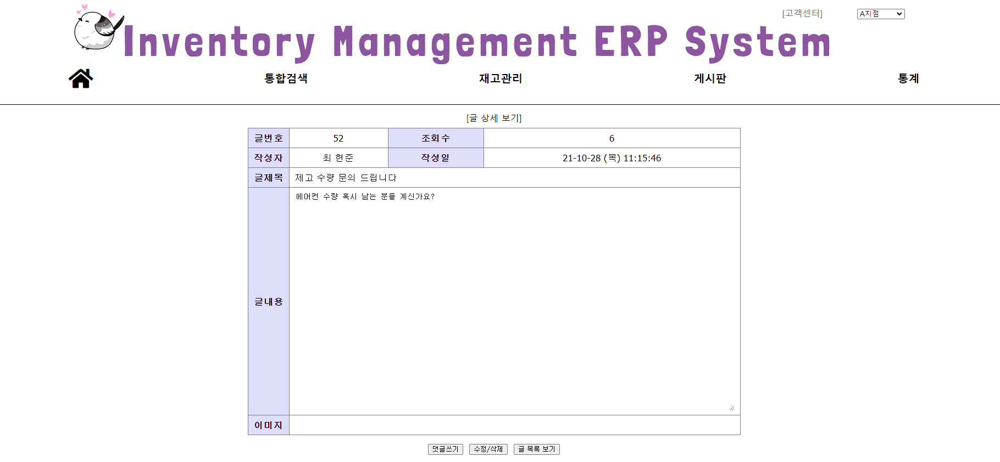 [고객센터] A지점
Inventory Management ERP System
통합검색 재고관리 게시판 통계
[글 상세 보기]
글번호 52 조회수 6
작성자 최 현준 작성일 21-10-28 (목) 11:15:46
글제목 제고 수량 문의 드립니다
에어컨 수량 혹시 남는 분들 계신가요?
글내용
이미지
댓글쓰기 수정/삭제 글 목록 보기